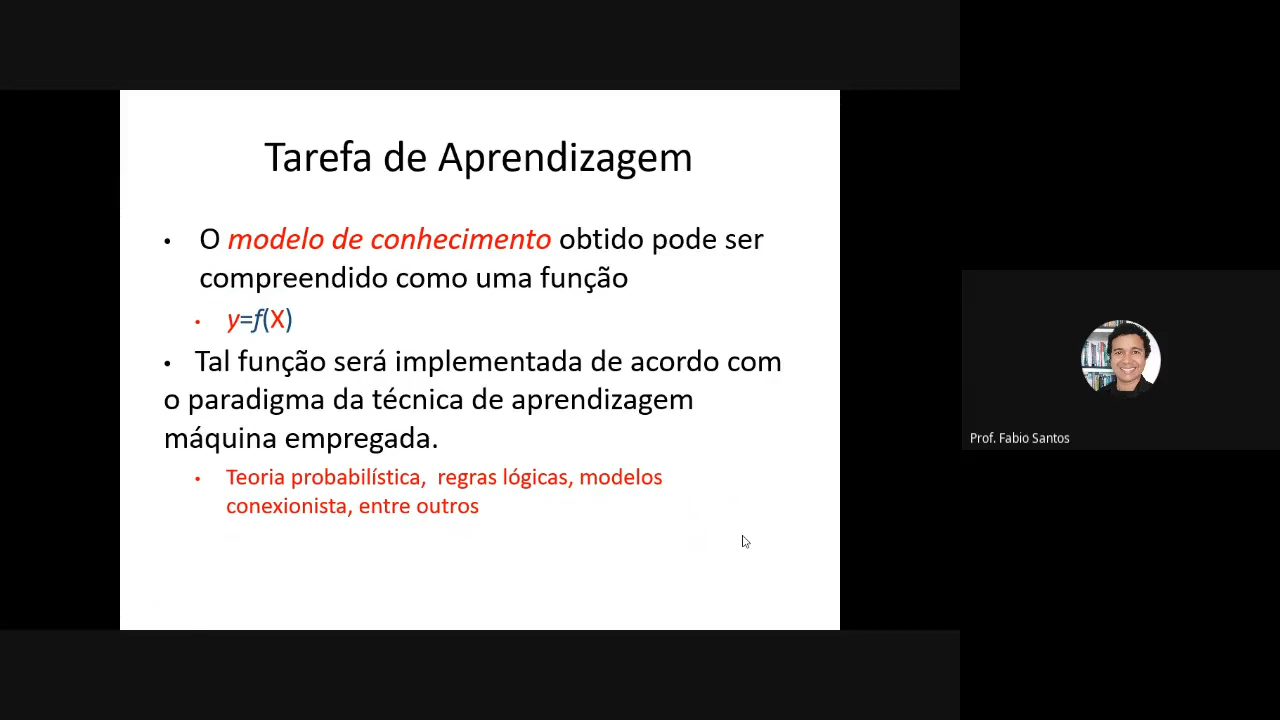 Tarefa de Aprendizagem
• O modelo de conhecimento obtido pode ser
compreendido como uma função
• y=f(X)
• Tal função será implementada de acordo com
o paradigma da técnica de aprendizagem
máquina empregada.
• Teoria probabilística, regras lógicas, modelos
conexionista, entre outros
Prof. Fabio Santos